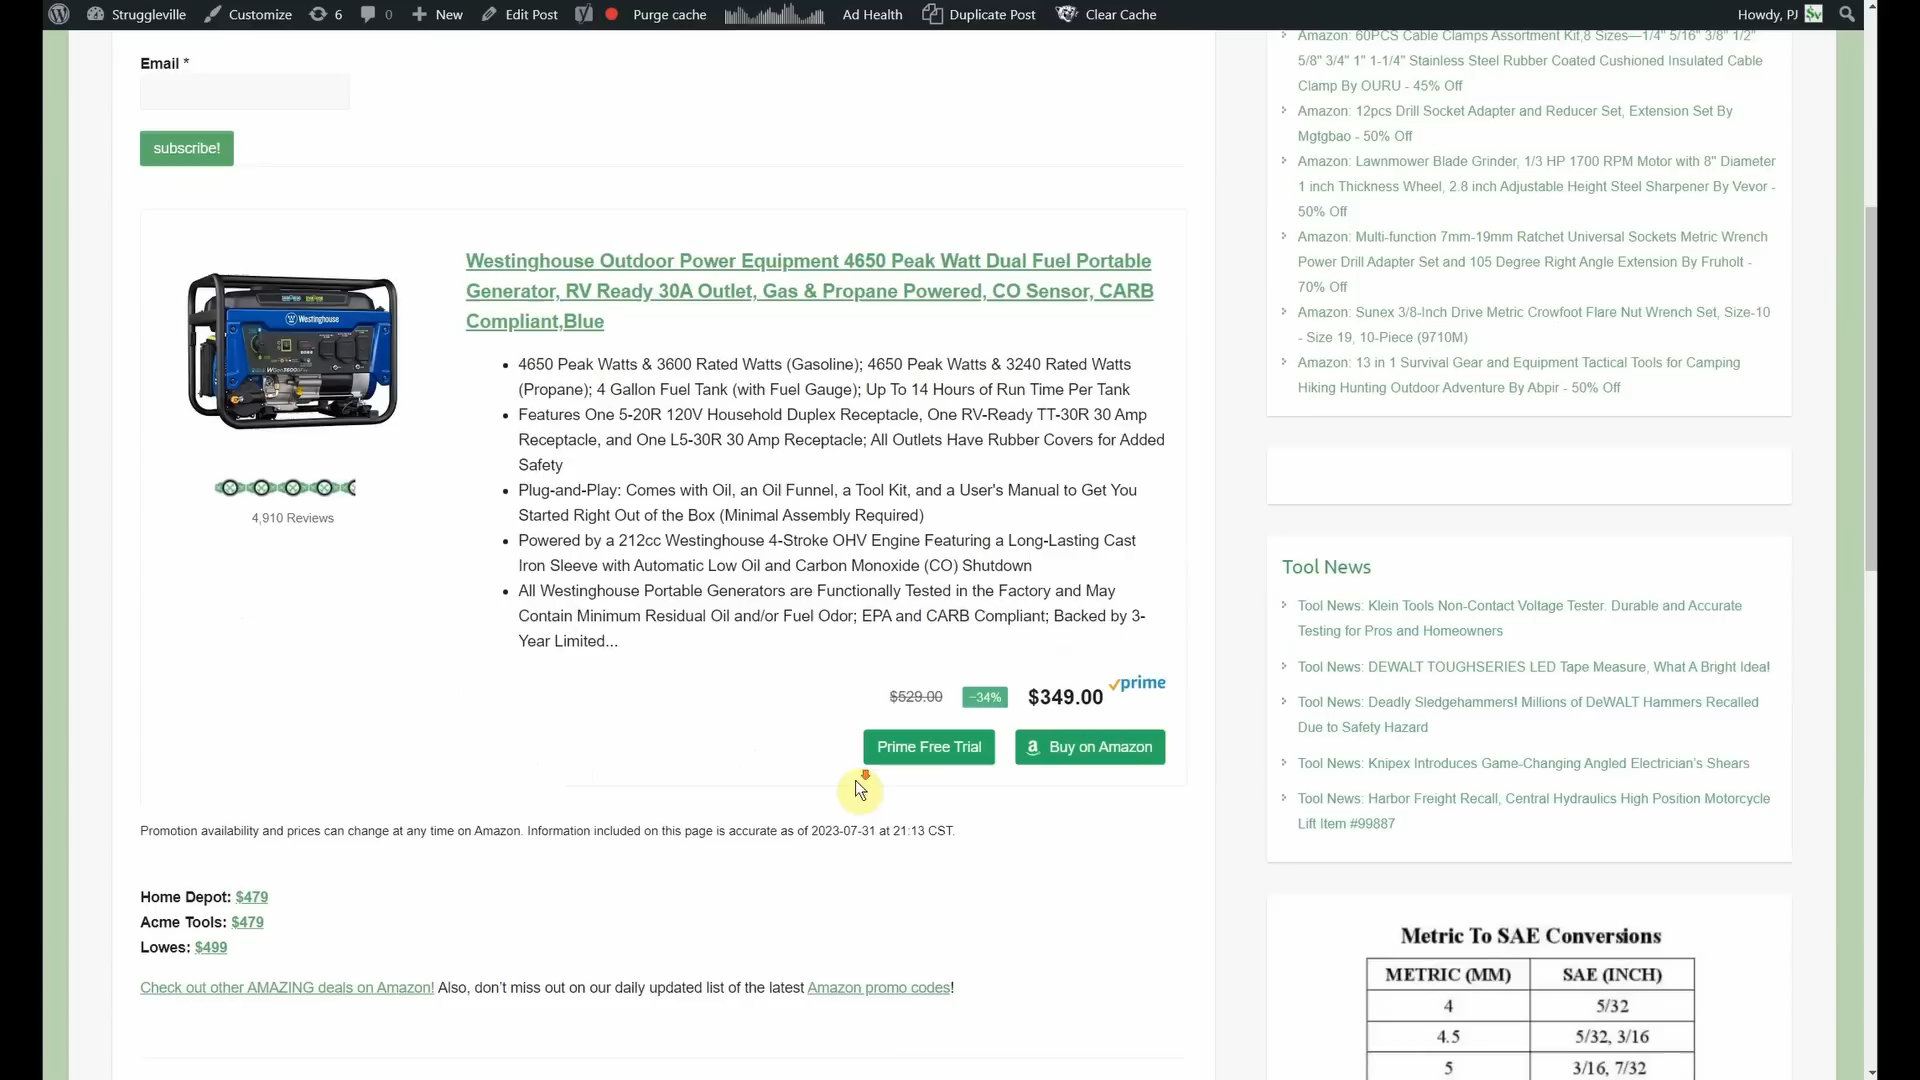 Struggleville Customize 6 0 New Edit Post Purge cache Ad Health Duplicate Post Clear Cache Howdy, PJ
Email *
subscribe!
Westinghouse Outdoor Power Equipment 4650 Peak Watt Dual Fuel Portable
Generator, RV Ready 30A Outlet, Gas & Propane Powered, CO Sensor, CARB
Compliant,Blue
Westinghouse
4,910 Reviews
4650 Peak Watts & 3600 Rated Watts (Gasoline); 4650 Peak Watts & 3240 Rated Watts
(Propane); 4 Gallon Fuel Tank (with Fuel Gauge); Up To 14 Hours of Run Time Per Tank
Features One 5-20R 120V Household Duplex Receptacle, One RV-Ready TT-30R 30 Amp
Receptacle, and One L5-30R 30 Amp Receptacle; All Outlets Have Rubber Covers for Added
Safety
Plug-and-Play: Comes with Oil, an Oil Funnel, a Tool Kit, and a User's Manual to Get You
Started Right Out of the Box (Minimal Assembly Required)
Powered by a 212cc Westinghouse 4-Stroke OHV Engine Featuring a Long-Lasting Cast
Iron Sleeve with Automatic Low Oil and Carbon Monoxide (CO) Shutdown
All Westinghouse Portable Generators are Functionally Tested in the Factory and May
Contain Minimum Residual Oil and/or Fuel Odor; EPA and CARB Compliant; Backed by 3-
Year Limited...
$529.00 −34% $349.00 prime
Prime Free Trial Buy on Amazon
Promotion availability and prices can change at any time on Amazon. Information included on this page is accurate as of 2023-07-31 at 21:13 CST.
Home Depot: $479
Acme Tools: $479
Lowes: $499
Check out other AMAZING deals on Amazon! Also, don't miss out on our daily updated list of the latest Amazon promo codes!
Amazon: 60PCS Cable Clamps Assortment Kit,8 Sizes—1/4" 5/16" 3/8" 1/2"
5/8" 3/4" 1" 1-1/4" Stainless Steel Rubber Coated Cushioned Insulated Cable
Clamp By OURU - 45% Off
Amazon: 12pcs Drill Socket Adapter and Reducer Set, Extension Set By
Mgtgbao - 50% Off
Amazon: Lawnmower Blade Grinder, 1/3 HP 1700 RPM Motor with 8" Diameter
1 inch Thickness Wheel, 2.8 inch Adjustable Height Steel Sharpener By Vevor -
50% Off
Amazon: Multi-function 7mm-19mm Ratchet Universal Sockets Metric Wrench
Power Drill Adapter Set and 105 Degree Right Angle Extension By Fruholt -
70% Off
Amazon: Sunex 3/8-Inch Drive Metric Crowfoot Flare Nut Wrench Set, Size-10
- Size 19, 10-Piece (9710M)
Amazon: 13 in 1 Survival Gear and Equipment Tactical Tools for Camping
Hiking Hunting Outdoor Adventure By Abpir - 50% Off
Tool News
Tool News: Klein Tools Non-Contact Voltage Tester. Durable and Accurate
Testing for Pros and Homeowners
Tool News: DEWALT TOUGHSERIES LED Tape Measure, What A Bright Idea!
Tool News: Deadly Sledgehammers! Millions of DeWALT Hammers Recalled
Due to Safety Hazard
Tool News: Knipex Introduces Game-Changing Angled Electrician's Shears
Tool News: Harbor Freight Recall, Central Hydraulics High Position Motorcycle
Lift Item #99887
Metric To SAE Conversions
METRIC (MM) SAE (INCH)
4 5/32
4.5 5/32, 3/16
5 3/16, 7/32